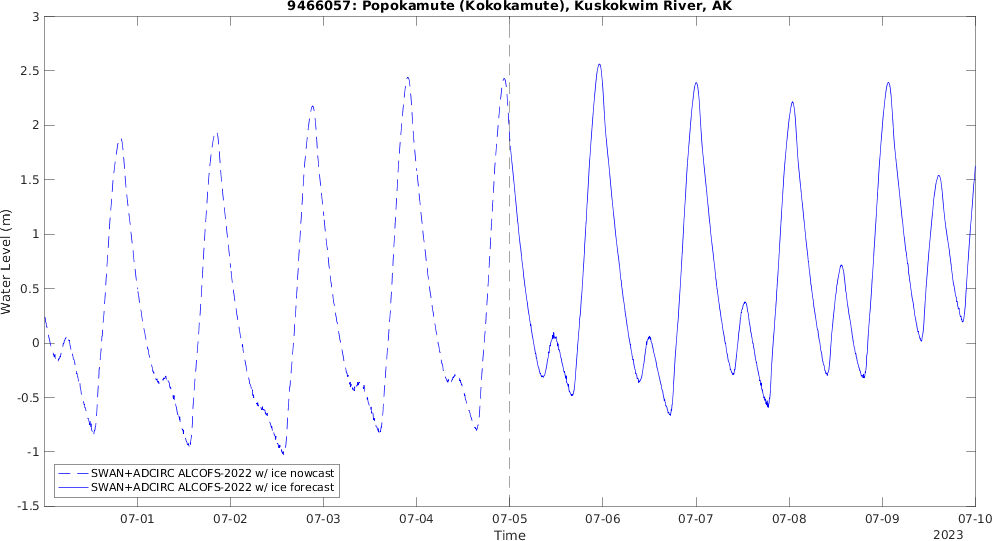 9466057: Popokamute (Kokokamute), Kuskokwim River, AK
3
2.5
2
1.5
1
0.5
0
-0.5
-1
-1.5
Water Level (m)
SWAN+ADCIRC ALCOFS-2022 w/ ice nowcast
SWAN+ADCIRC ALCOFS-2022 w/ ice forecast
07-01 07-02 07-03 07-04 07-05 07-06 07-07 07-08 07-09 07-10
Time
2023